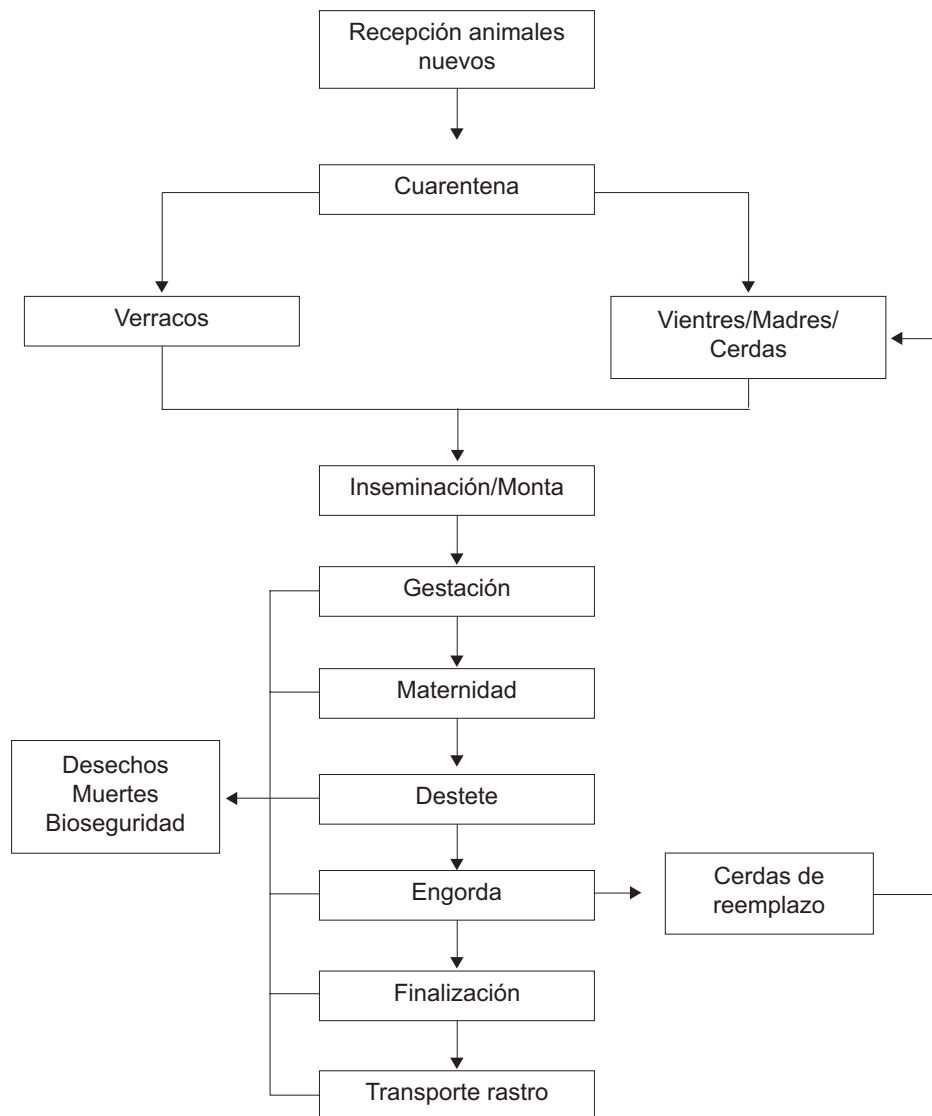 Recepción animales
nuevos
Cuarentena
Verracos
Vientres/Madres/
Cerdas
Inseminación/Monta
Gestación
Maternidad
Desechos
Muertes
Bioseguridad
Destete
Engorda
Cerdas de
reemplazo
Finalización
Transporte rastro